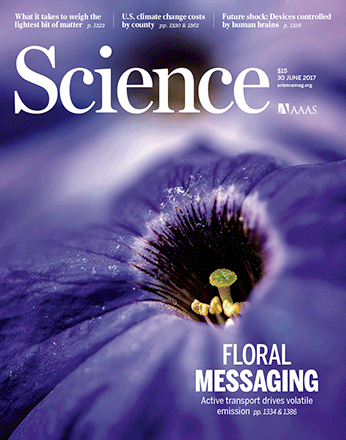 What it takes to weigh the
lightest bit of matter p. 1322
U.S. climate change costs
by county pp. 1330 & 1362
Future shock: Devices controlled
by human brains p. 1338
Science
$15
30 JUNE 2017
sciencemag.org
AAAS
FLORAL
MESSAGING
Active transport drives volatile
emission pp. 1334 & 1386